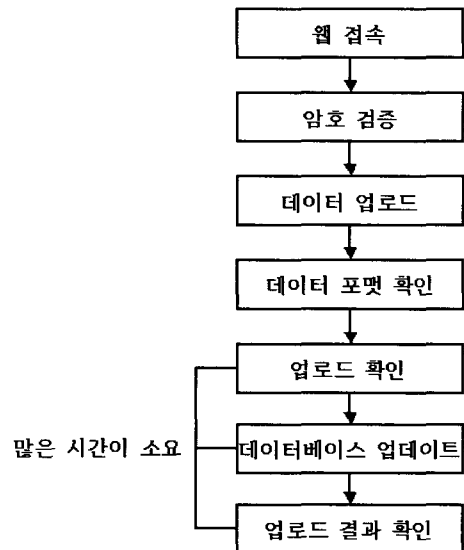 웹 접속
암호 검증
데이터 업로드
데이터 포맷 확인
업로드 확인
많은 시간이 소요
데이터베이스 업데이트
업로드 결과 확인